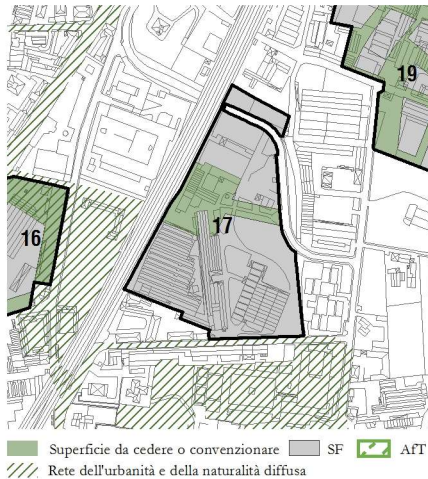 19
16
17
Superficie da cedere o convenzionare SF AfT
Rete dell'urbanità e della naturalità diffusa